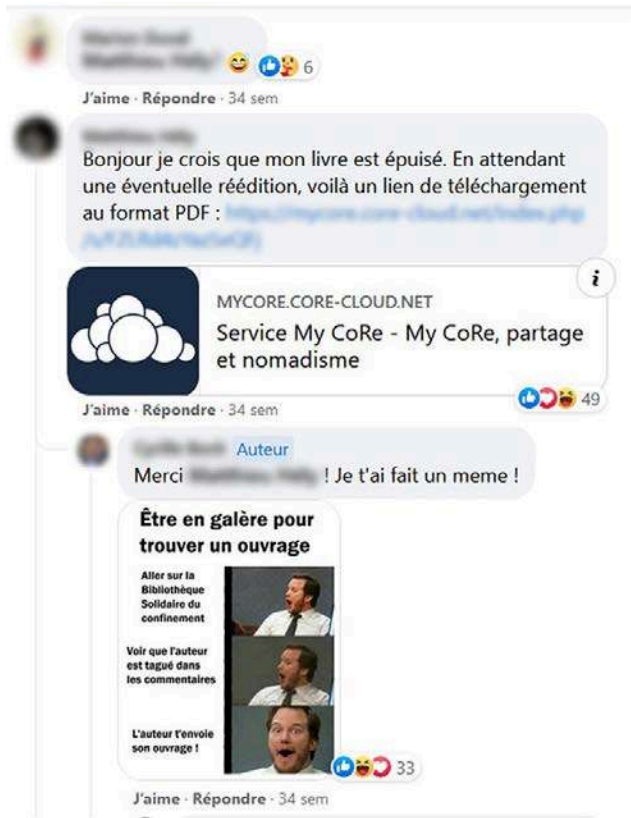 6
J'aime · Répondre · 34 sem
Bonjour je crois que mon livre est épuisé. En attendant
une éventuelle réédition, voilà un lien de téléchargement
au format PDF :
MYCORE.CORE-CLOUD.NET
Service My CoRe - My CoRe, partage
et nomadisme
49
J'aime · Répondre · 34 sem
Auteur
Merci ! Je t'ai fait un meme !
Être en galère pour
trouver un ouvrage
Aller sur la
Bibliothèque
Solidaire du
confinement
Voir que l'auteur
est tagué dans
les commentaires
L'auteur t'envoie
son ouvrage !
33
J'aime · Répondre · 34 sem